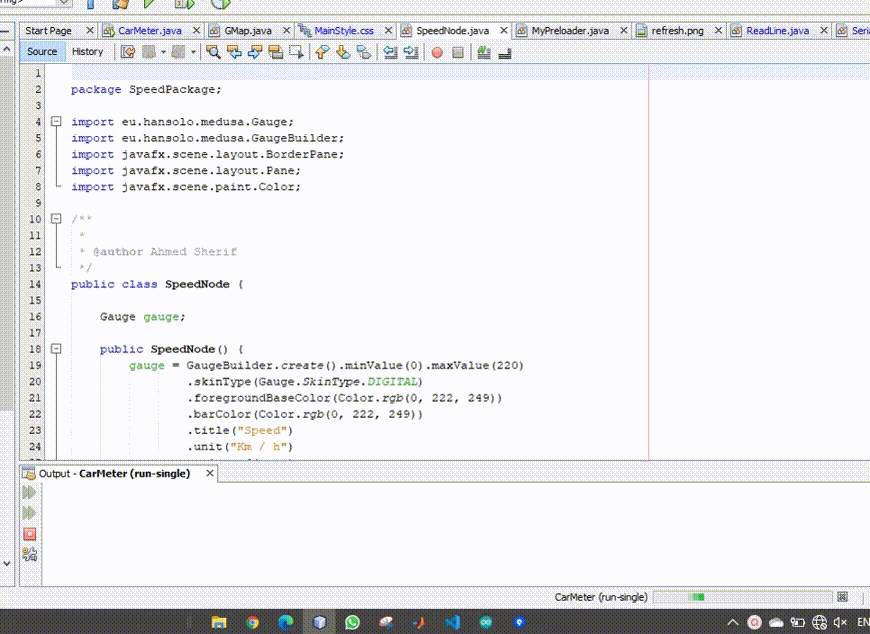 Start Page
CarMeter.java
GMap.java
MainStyle.css
SpeedNode.java
MyPreloader.java
refresh.png
ReadLine.java
Source
History
1
2 package SpeedPackage;
3
4 import eu.hansolo.medusa.Gauge;
5 import eu.hansolo.medusa.GaugeBuilder;
6 import javafx.scene.layout.BorderPane;
7 import javafx.scene.layout.Pane;
8 import javafx.scene.paint.Color;
9
10 /**
11 *
12 * @author Ahmed Sherif
13 */
14 public class SpeedNode {
15
16 Gauge gauge;
17
18 public SpeedNode() {
19 gauge = GaugeBuilder.create().minValue(0).maxValue(220)
20 .skinType(Gauge.SkinType.DIGITAL)
21 .foregroundBaseColor(Color.rgb(0, 222, 249))
22 .barColor(Color.rgb(0, 222, 249))
23 .title("Speed")
24 .unit("Km / h")
Output - CarMeter (run-single)
CarMeter (run-single)